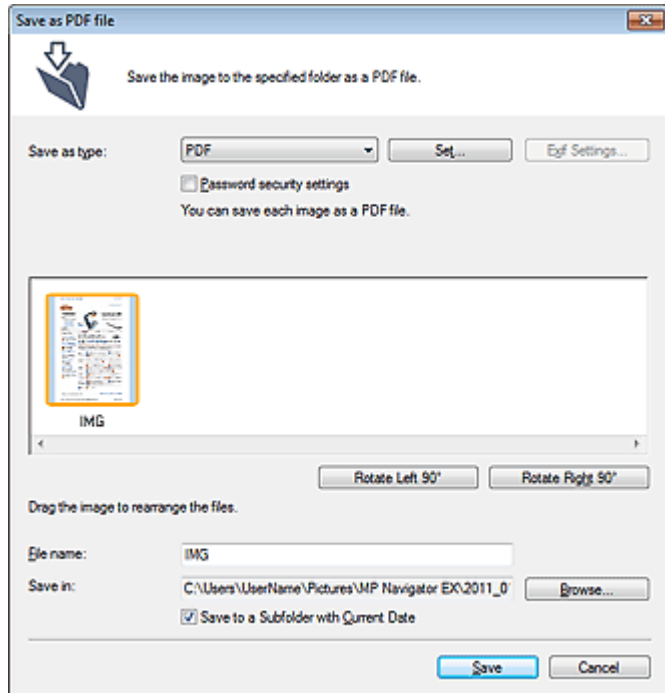 Save as PDF file
Save the image to the specified folder as a PDF file.
Save as type: PDF Set... Exif Settings...
Password security settings
You can save each image as a PDF file.
IMG
Rotate Left 90° Rotate Right 90°
Drag the image to rearrange the files.
File name: IMG
Save in: C:\Users\UserName\Pictures\MP Navigator EX\2011_0 Browse...
Save to a Subfolder with Current Date
Save Cancel